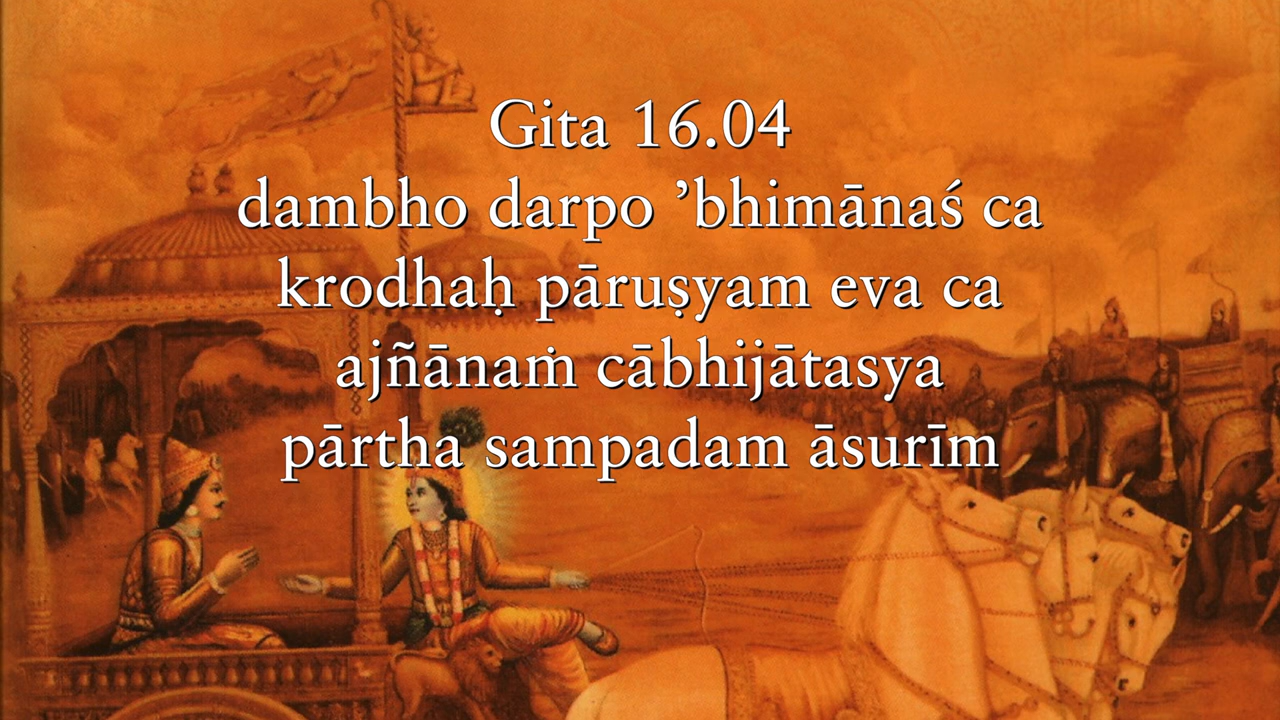 Gita 16.04
dambho darpo ’bhimānaś ca
krodhaḥ pāruṣyam eva ca
ajñānaṁ cābhijātasya
pārtha sampadam āsurīm